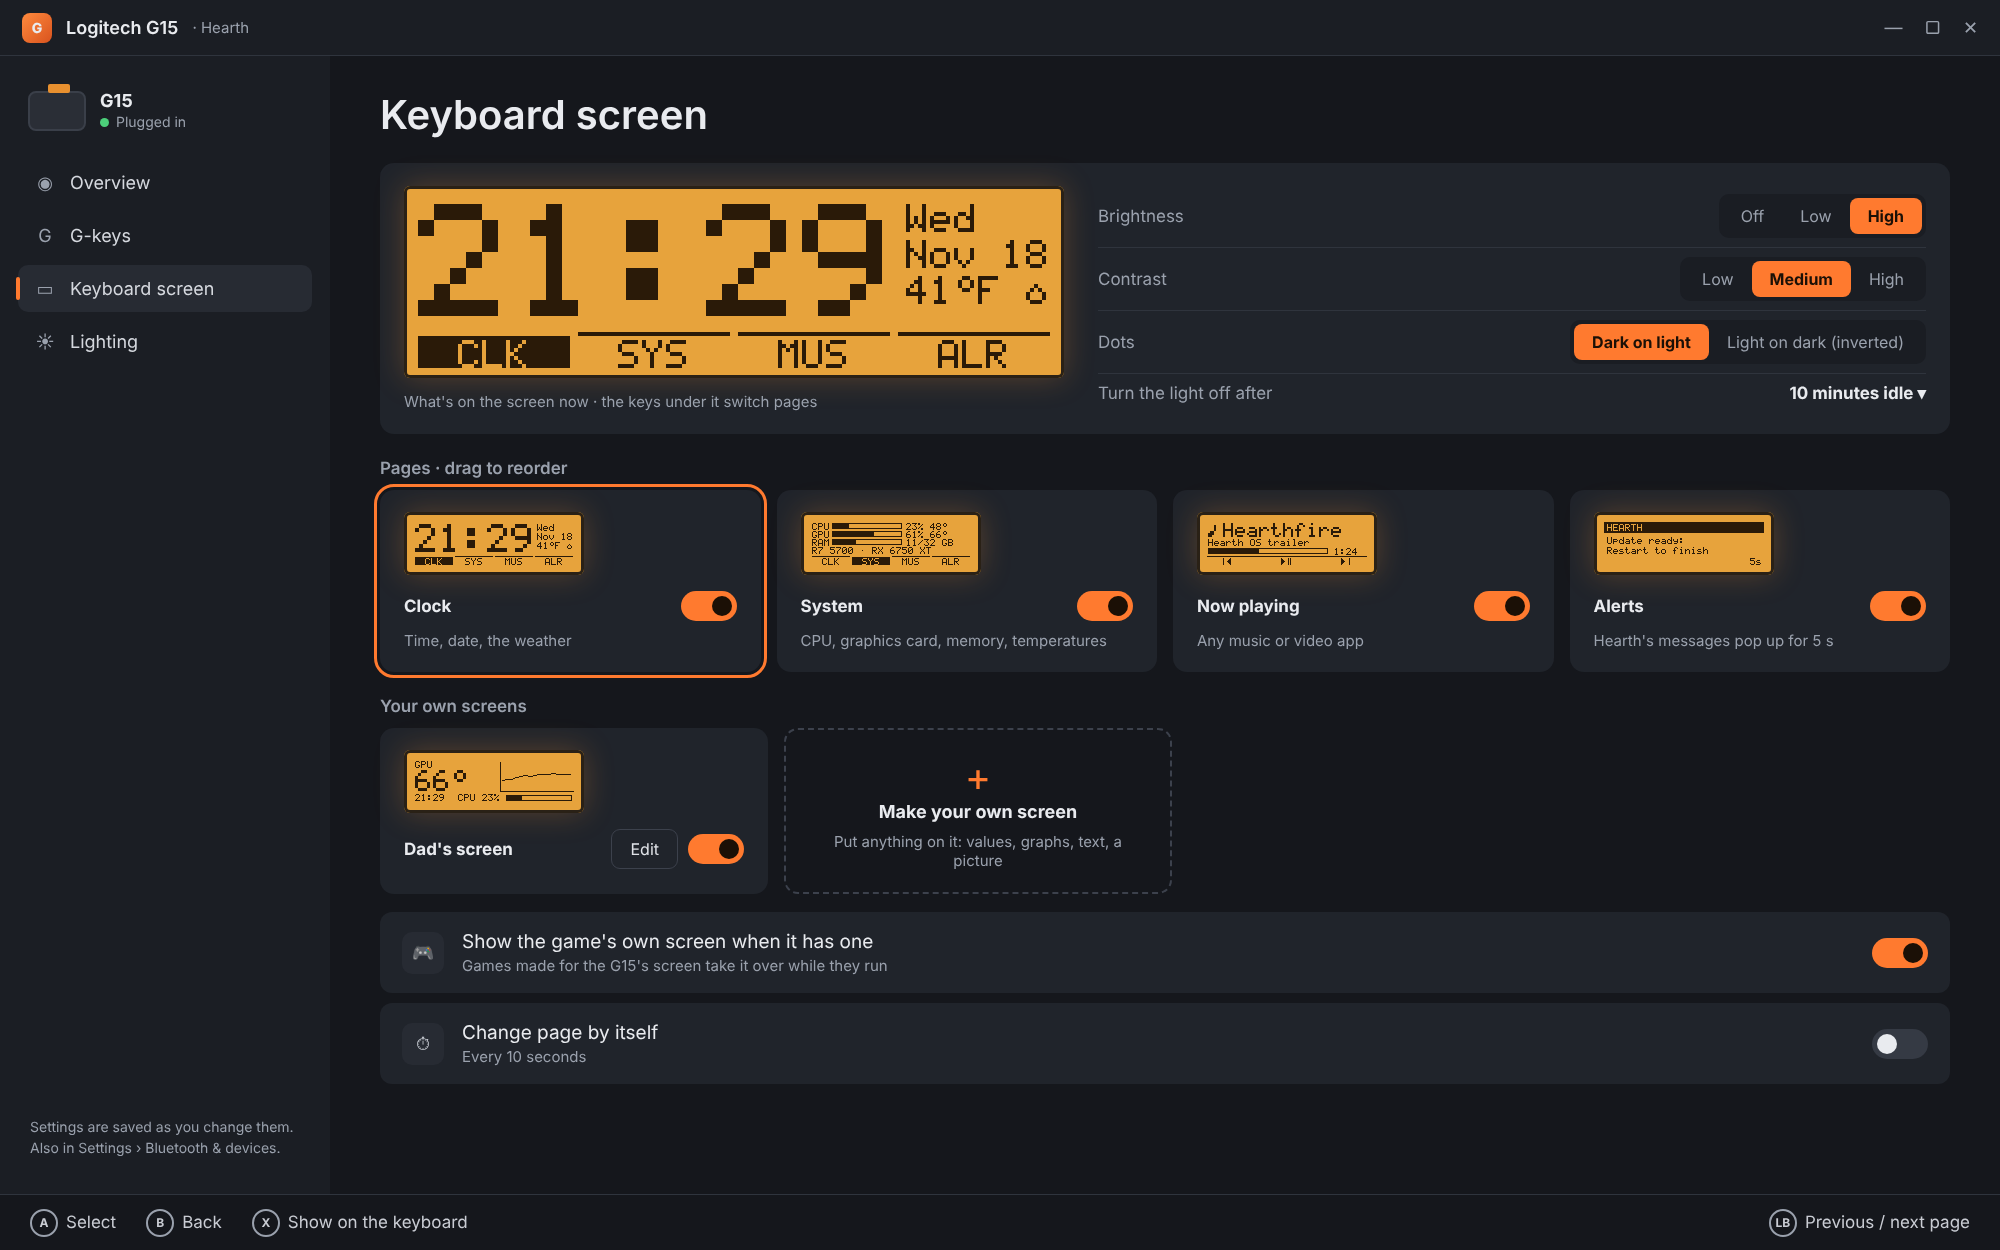 G Logitech G15 · Hearth
G15
Plugged in
Overview
G G-keys
Keyboard screen
Lighting
Settings are saved as you change them.
Also in Settings › Bluetooth & devices.
Keyboard screen
21:29
Wed
Nov 18
41°F
CLK SYS MUS ALR
What's on the screen now · the keys under it switch pages
Brightness Off Low High
Contrast Low Medium High
Dots Dark on light Light on dark (inverted)
Turn the light off after 10 minutes idle ▾
Pages · drag to reorder
21:29
Wed
Nov 18
41°F
CLK SYS MUS ALR
Clock
Time, date, the weather
CPU 23% 48°
GPU 61% 66°
RAM 11/32 GB
R7 5700 · RX 6750 XT
CLK SYS MUS ALR
System
CPU, graphics card, memory, temperatures
♪ Hearthfire
Hearth OS trailer
1:24
Now playing
Any music or video app
HEARTH
Update ready:
Restart to finish
5s
Alerts
Hearth's messages pop up for 5 s
Your own screens
GPU
66°
21:29 CPU 23%
Dad's screen Edit
+
Make your own screen
Put anything on it: values, graphs, text, a
picture
Show the game's own screen when it has one
Games made for the G15's screen take it over while they run
Change page by itself
Every 10 seconds
A Select B Back X Show on the keyboard LB Previous / next page